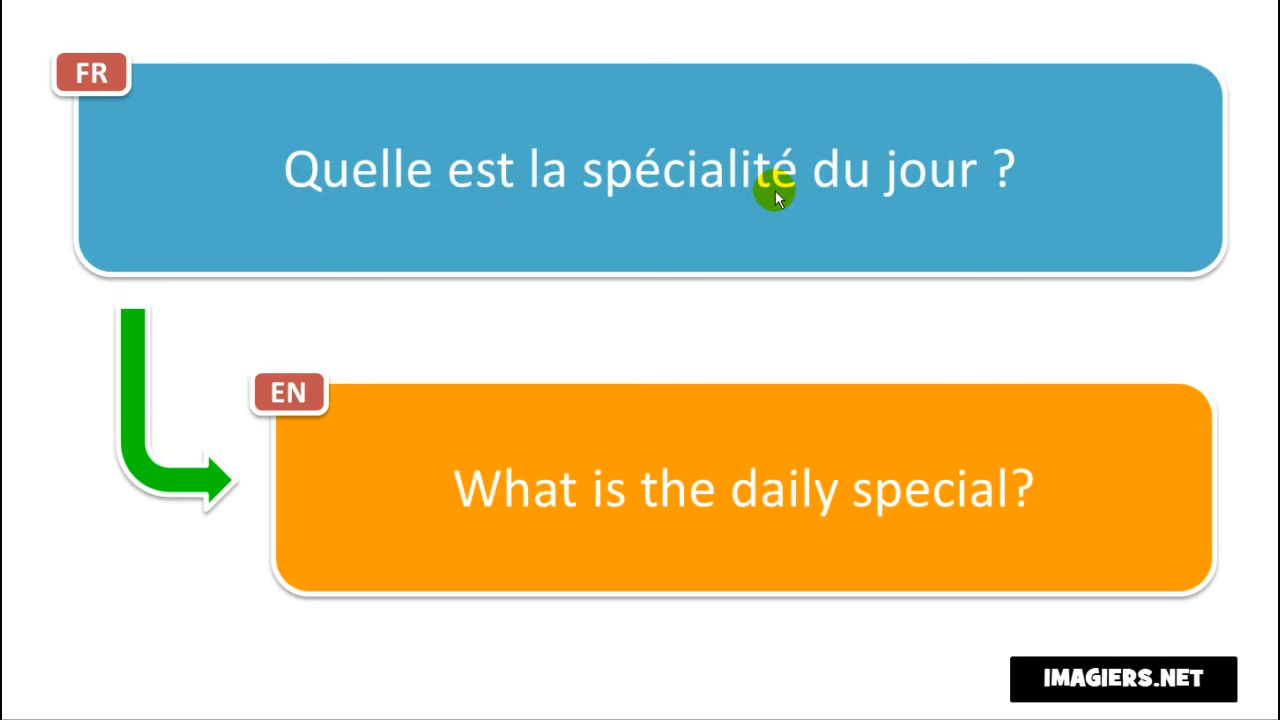 FR
Quelle est la spécialité du jour ?
EN
What is the daily special?
IMAGIERS.NET